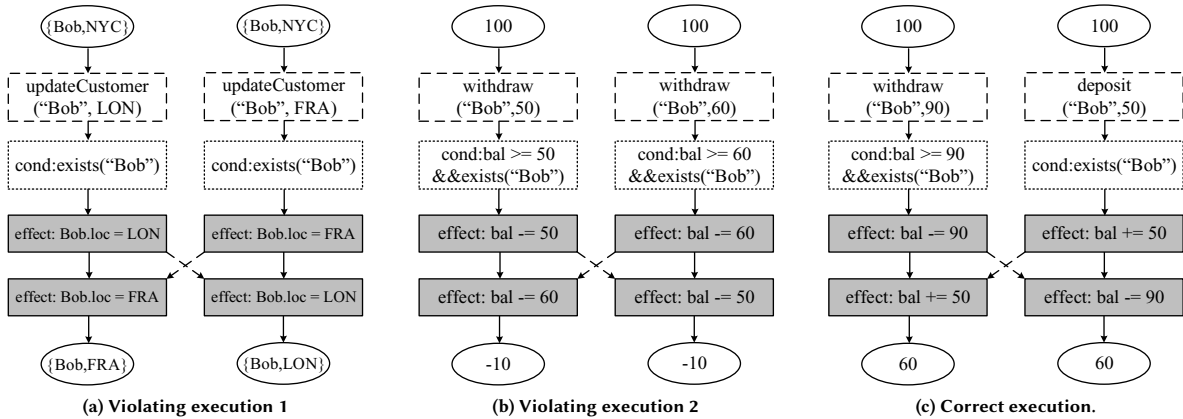 {Bob,NYC}
{Bob,NYC}
updateCustomer
(“Bob”, LON)
updateCustomer
(“Bob”, FRA)
cond:exists(“Bob”)
cond:exists(“Bob”)
effect: Bob.loc = LON
effect: Bob.loc = FRA
effect: Bob.loc = FRA
effect: Bob.loc = LON
{Bob,FRA}
{Bob,LON}
(a) Violating execution 1
100
100
withdraw
(“Bob”,50)
withdraw
(“Bob”,60)
cond:bal >= 50
&&exists(“Bob”)
cond:bal >= 60
&&exists(“Bob”)
effect: bal -= 50
effect: bal -= 60
effect: bal -= 60
effect: bal -= 50
-10
-10
(b) Violating execution 2
100
100
withdraw
(“Bob”,90)
deposit
(“Bob”,50)
cond:bal >= 90
&&exists(“Bob”)
cond:exists(“Bob”)
effect: bal -= 90
effect: bal += 50
effect: bal += 50
effect: bal -= 90
60
60
(c) Correct execution.